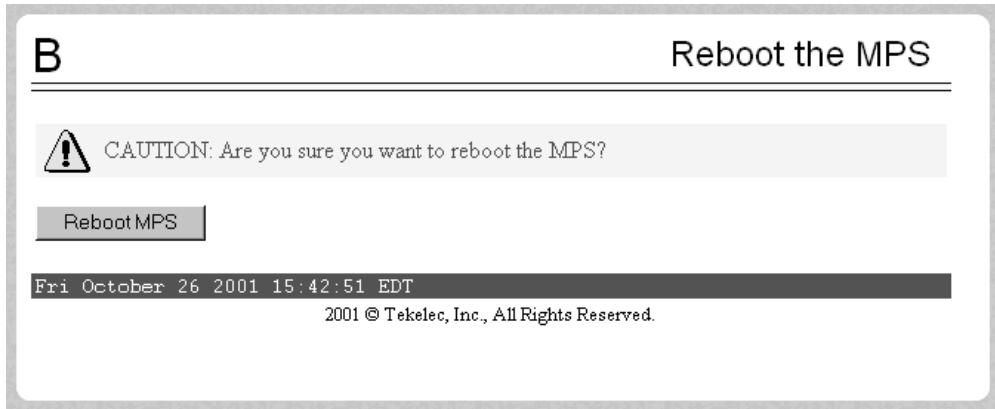 B
Reboot the MPS
CAUTION: Are you sure you want to reboot the MPS?
Reboot MPS
Fri October 26 2001 15:42:51 EDT
2001 © Tekelec, Inc., All Rights Reserved.